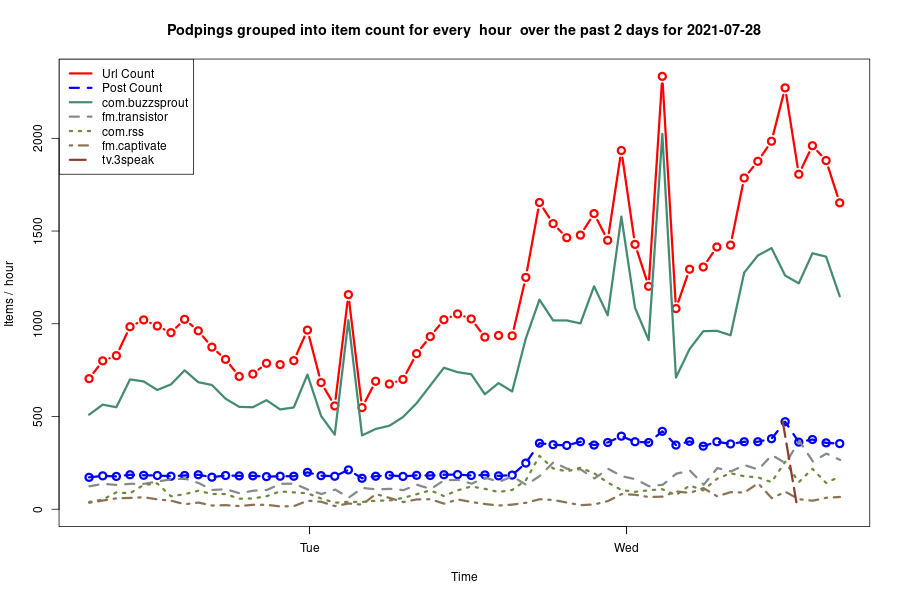 Podpings grouped into item count for every  hour  over the past 2 days for 2021-07-28
Url Count
Post Count
com.buzzsprout
fm.transistor
com.rss
fm.captivate
tv.3speak
Items /  hour
2000
1500
1000
500
0
Tue
Wed
Time